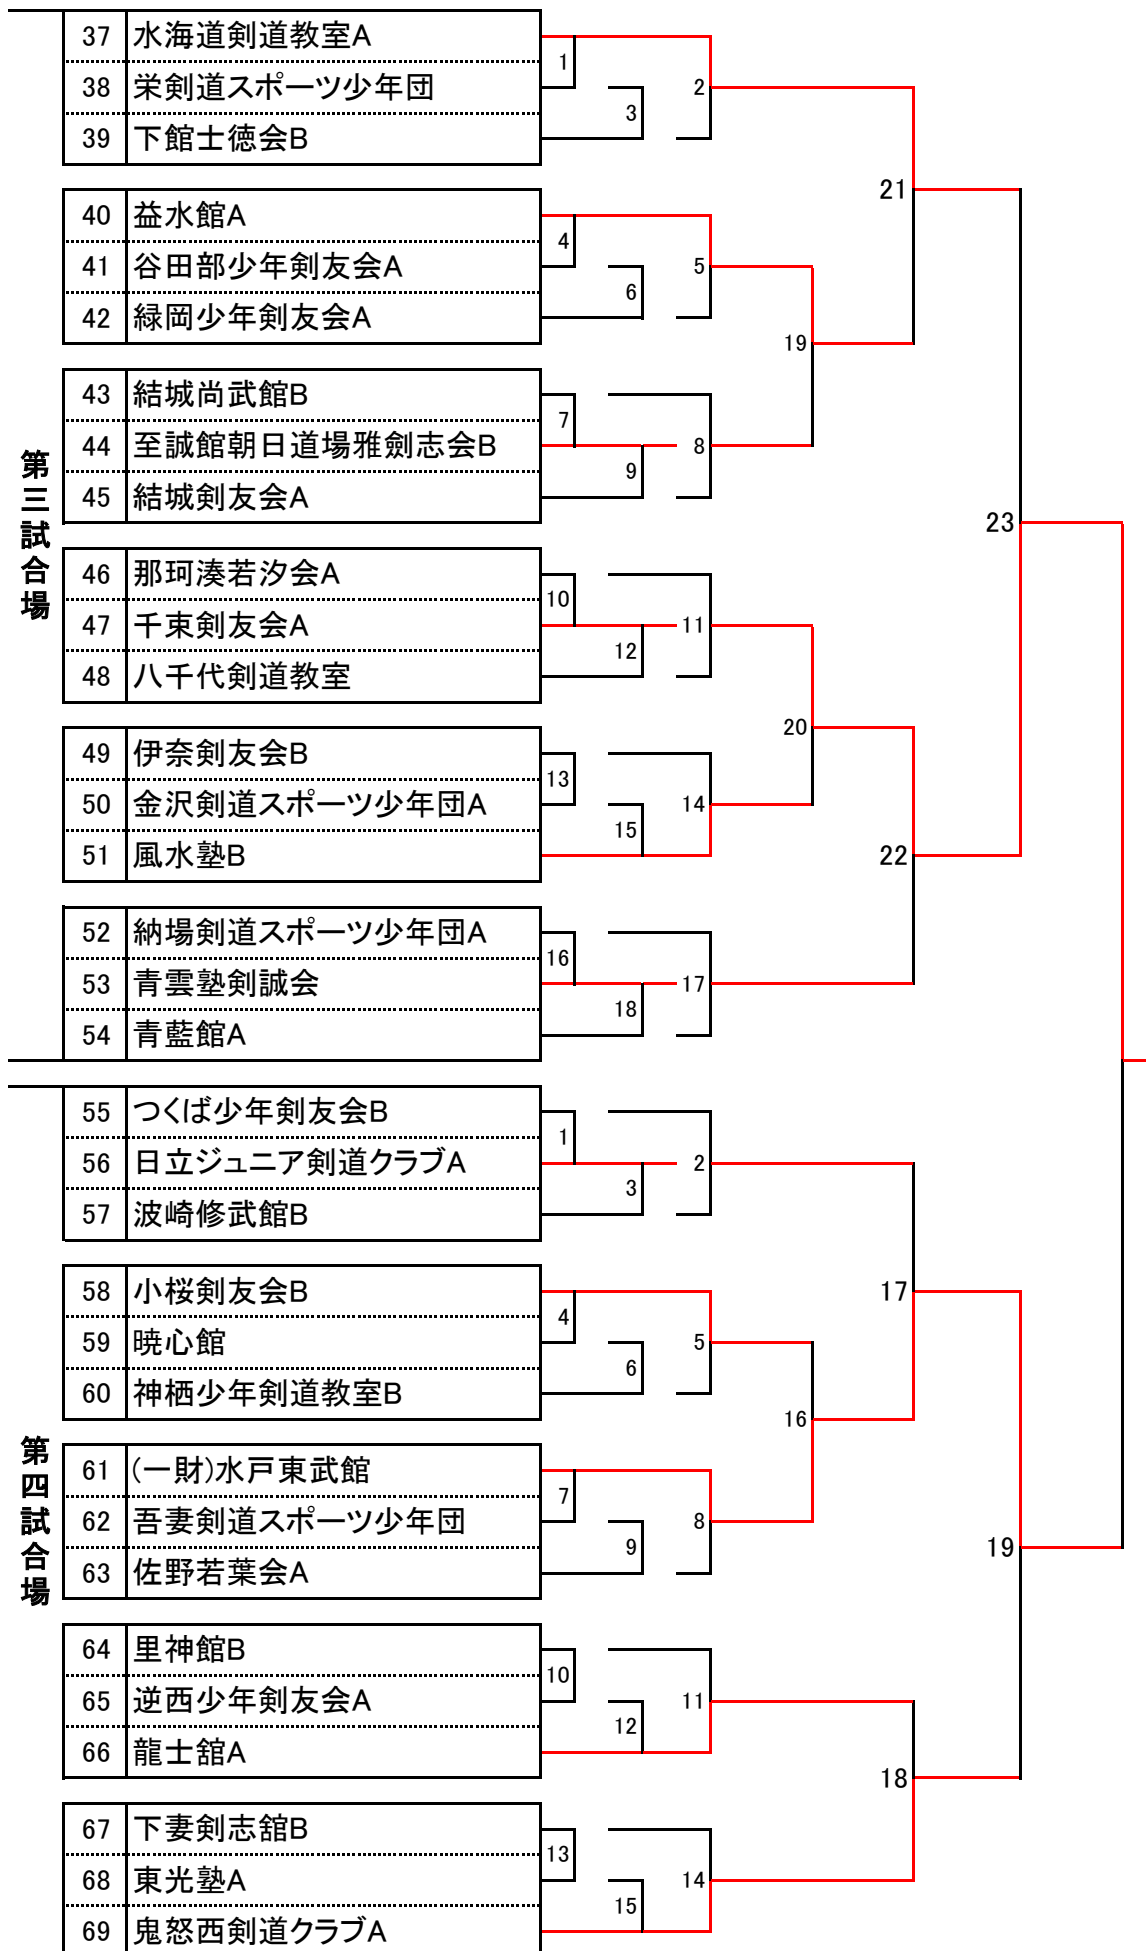 第三試合場
37 水海道剣道教室A
38 栄剣道スポーツ少年団
39 下館士徳会B
1
2
3
21
40 益水館A
41 谷田部少年剣友会A
42 緑岡少年剣友会A
4
5
6
19
43 結城尚武館B
44 至誠館朝日道場雅劍志会B
45 結城剣友会A
7
8
9
23
46 那珂湊若汐会A
47 千束剣友会A
48 八千代剣道教室
10
11
12
20
49 伊奈剣友会B
50 金沢剣道スポーツ少年団A
51 風水塾B
13
14
15
22
52 納場剣道スポーツ少年団A
53 青雲塾剣誠会
54 青藍館A
16
17
18
第四試合場
55 つくば少年剣友会B
56 日立ジュニア剣道クラブA
57 波崎修武館B
1
2
3
17
58 小桜剣友会B
59 暁心館
60 神栖少年剣道教室B
4
5
6
16
61 (一財)水戸東武館
62 吾妻剣道スポーツ少年団
63 佐野若葉会A
7
8
9
19
64 里神館B
65 逆西少年剣友会A
66 龍士舘A
10
11
12
18
67 下妻剣志舘B
68 東光塾A
69 鬼怒西剣道クラブA
13
14
15